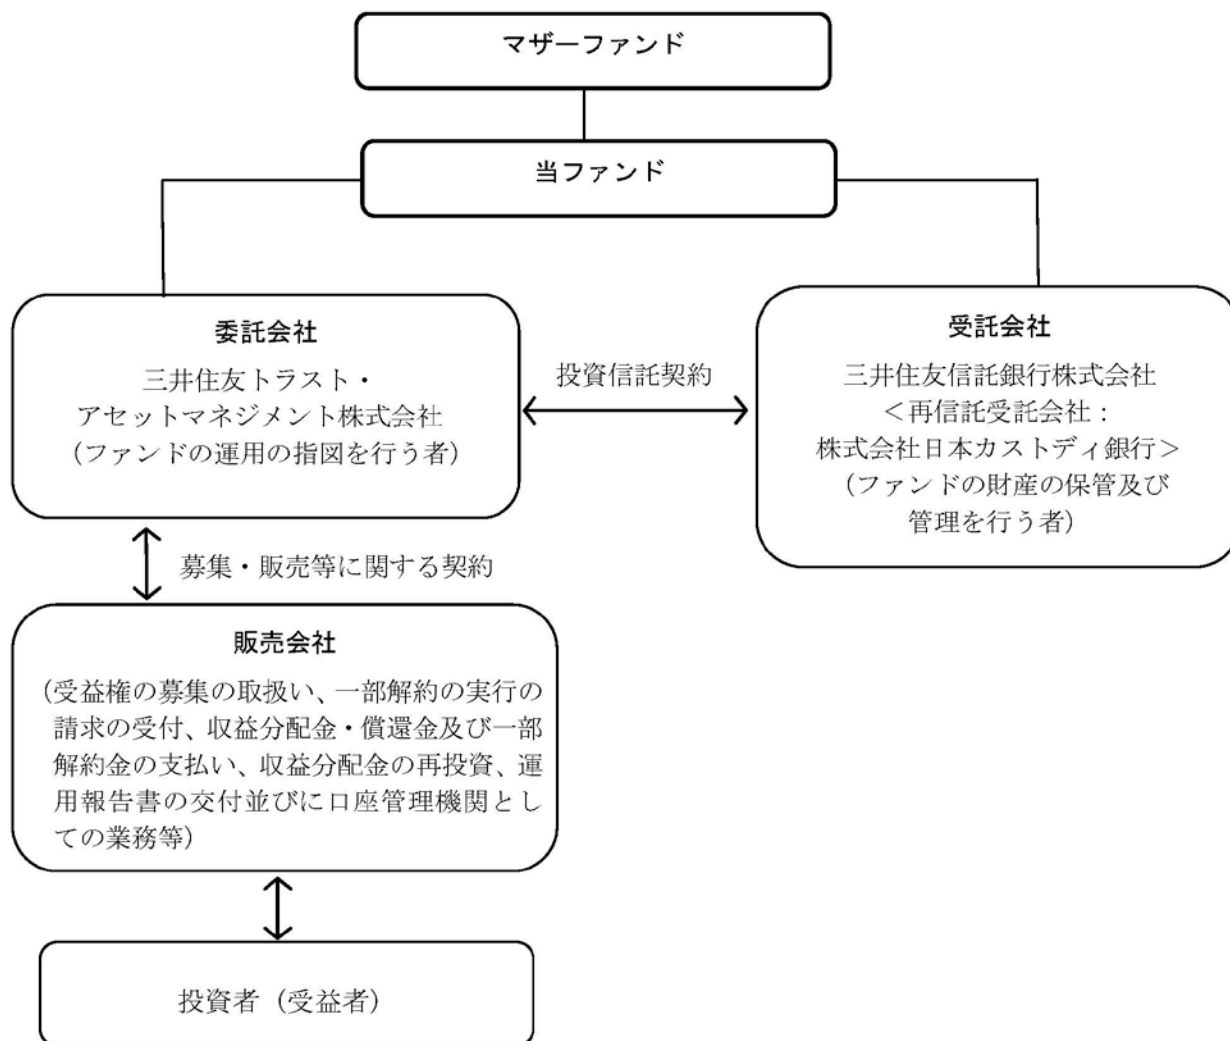 マザーファンド
当ファンド
委託会社
三井住友トラスト・
アセットマネジメント株式会社
（ファンドの運用の指図を行う者）
投資信託契約
受託会社
三井住友信託銀行株式会社
＜再信託受託会社：
株式会社日本カストディ銀行＞
（ファンドの財産の保管及び
管理を行う者）
募集・販売等に関する契約
販売会社
（受益権の募集の取扱い、一部解約の実行の
請求の受付、収益分配金・償還金及び一部
解約金の支払い、収益分配金の再投資、運
用報告書の交付並びに口座管理機関とし
ての業務等）
投資者（受益者）